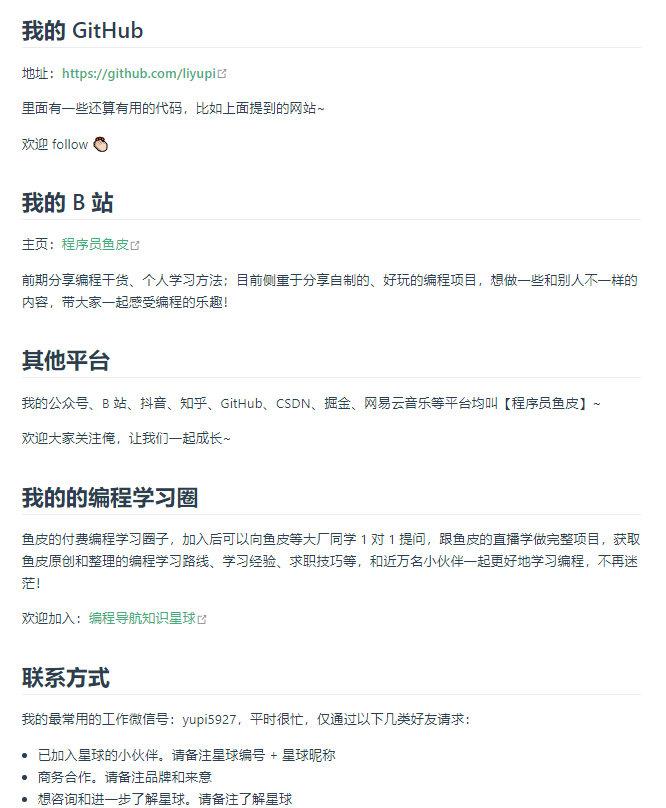 我的 GitHub
地址：https://github.com/liyupi
里面有一些还算有用的代码，比如上面提到的网站~
欢迎 follow 👏🏻
我的 B 站
主页：程序员鱼皮
前期分享编程干货、个人学习方法；目前侧重于分享自制的、好玩的编程项目，想做一些和别人不一样的
内容，带大家一起感受编程的乐趣！
其他平台
我的公众号、B 站、抖音、知乎、GitHub、CSDN、掘金、网易云音乐等平台均叫【程序员鱼皮】~
欢迎大家关注俺，让我们一起成长~
我的的编程学习圈
鱼皮的付费编程学习圈子，加入后可以向鱼皮等大厂同学 1 对 1 提问，跟鱼皮的直播学做完整项目，获取
鱼皮原创和整理的编程学习路线、学习经验、求职技巧等，和近万名小伙伴一起更好地学习编程，不再迷
茫！
欢迎加入：编程导航知识星球
联系方式
我的最常用的工作微信号：yupi5927，平时很忙，仅通过以下几类好友请求：
• 已加入星球的小伙伴。请备注星球编号 + 星球昵称
• 商务合作。请备注品牌和来意
• 想咨询和进一步了解星球。请备注了解星球